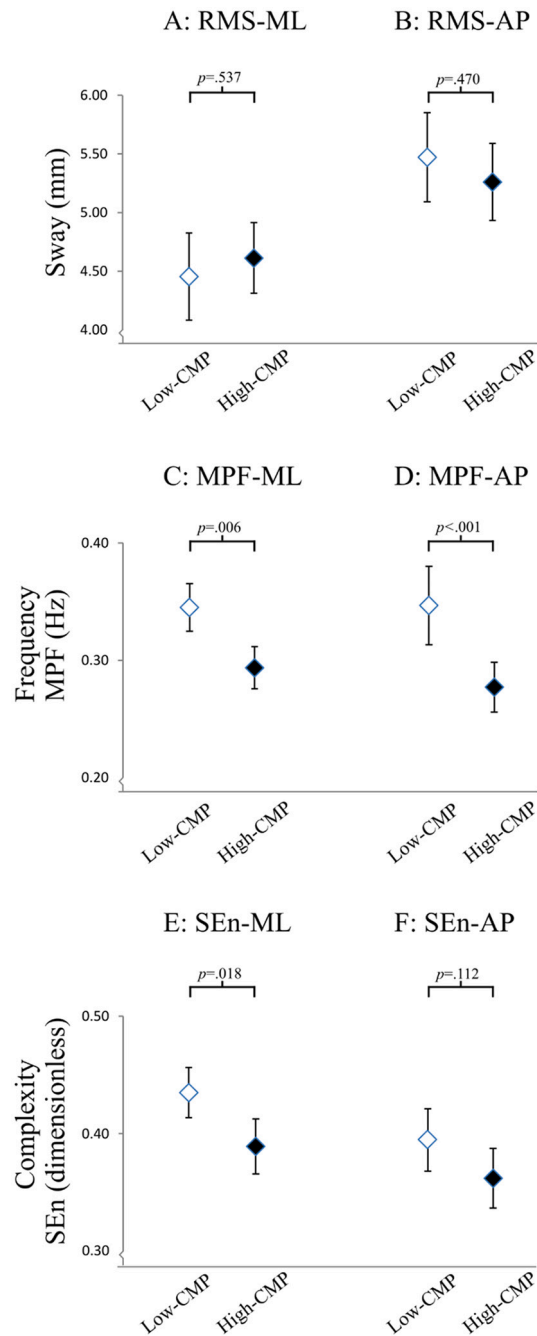 A: RMS-ML
B: RMS-AP
p=.537
p=.470
6.00
5.50
5.00
4.50
4.00
Sway (mm)
Low-CMP
High-CMP
Low-CMP
High-CMP
C: MPF-ML
D: MPF-AP
p=.006
p<.001
0.40
0.30
0.20
Frequency
MPF (Hz)
Low-CMP
High-CMP
Low-CMP
High-CMP
E: SEn-ML
F: SEn-AP
p=.018
p=.112
0.50
0.40
0.30
Complexity
SEn (dimensionless)
Low-CMP
High-CMP
Low-CMP
High-CMP